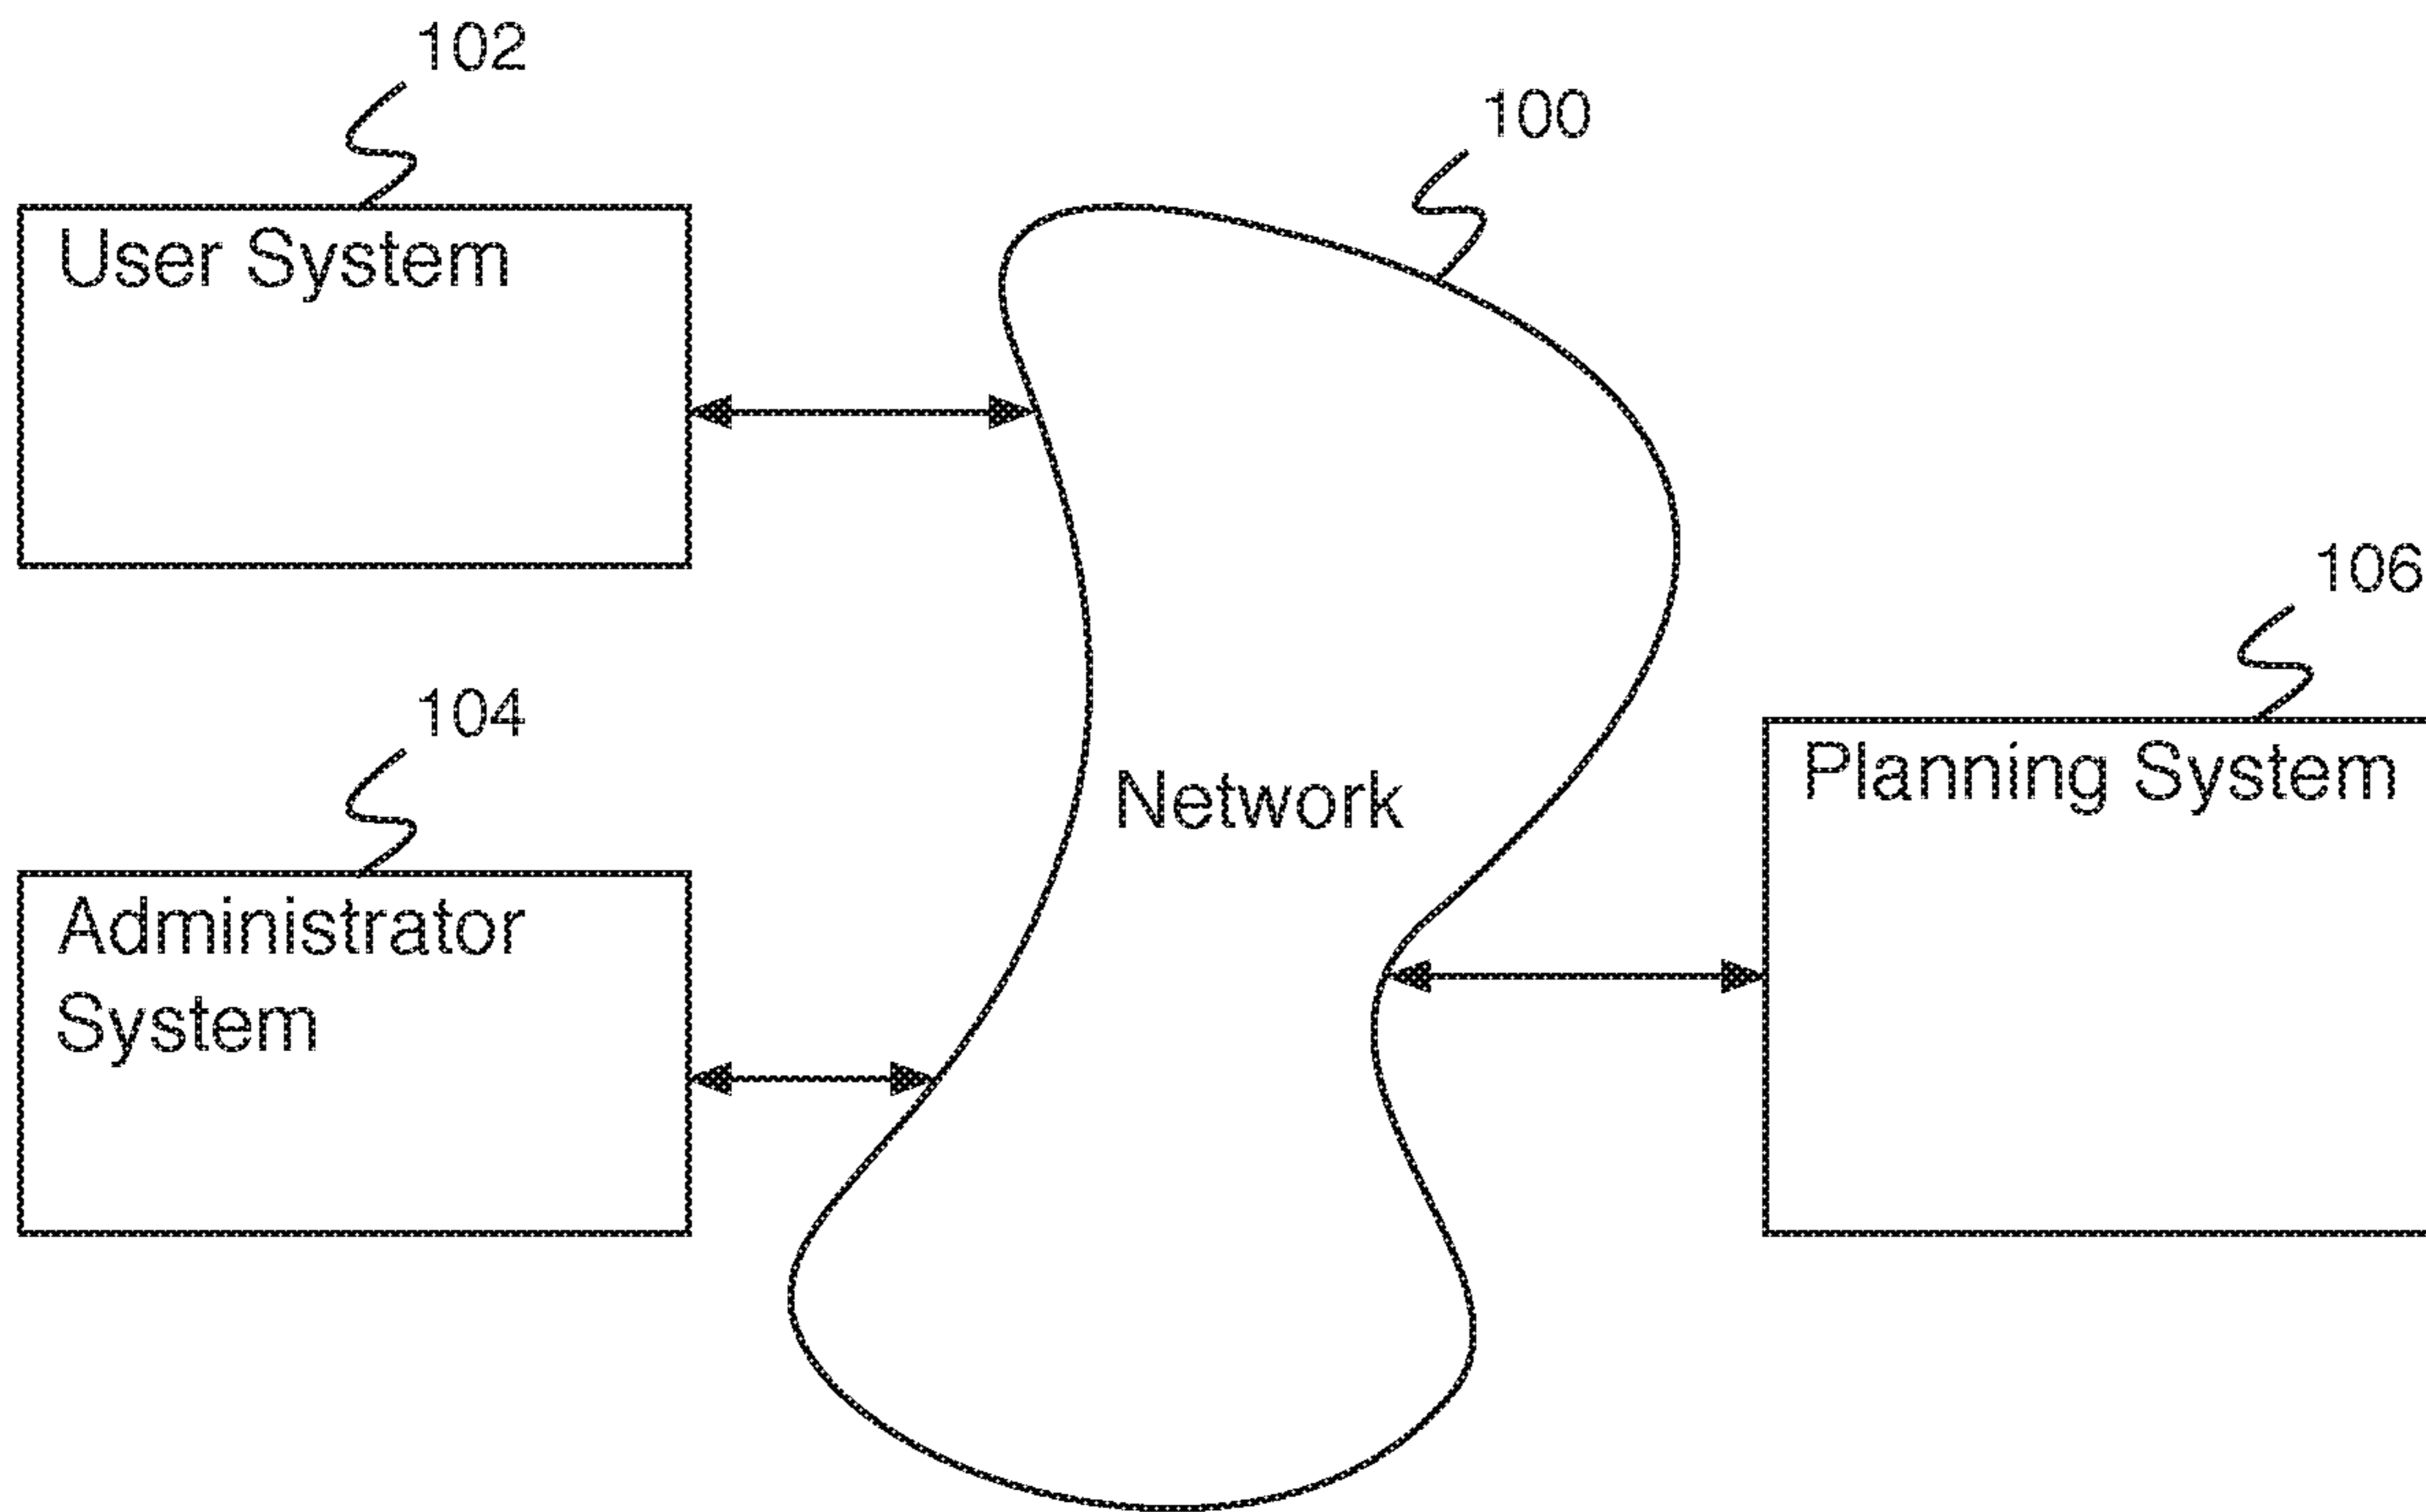 102
100
User System
106
104
Planning System
Network
Administrator
System